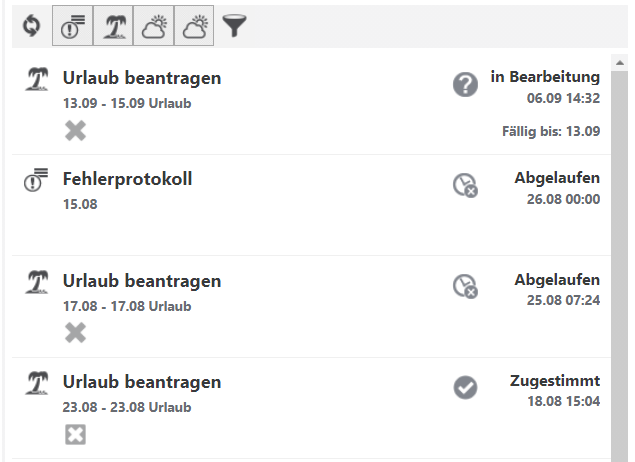 Urlaub beantragen
in Bearbeitung
13.09 - 15.09 Urlaub
06.09 14:32
Fällig bis: 13.09
Fehlerprotokoll
Abgelaufen
15.08
26.08 00:00
Urlaub beantragen
Abgelaufen
17.08 - 17.08 Urlaub
25.08 07:24
Urlaub beantragen
Zugestimmt
23.08 - 23.08 Urlaub
18.08 15:04